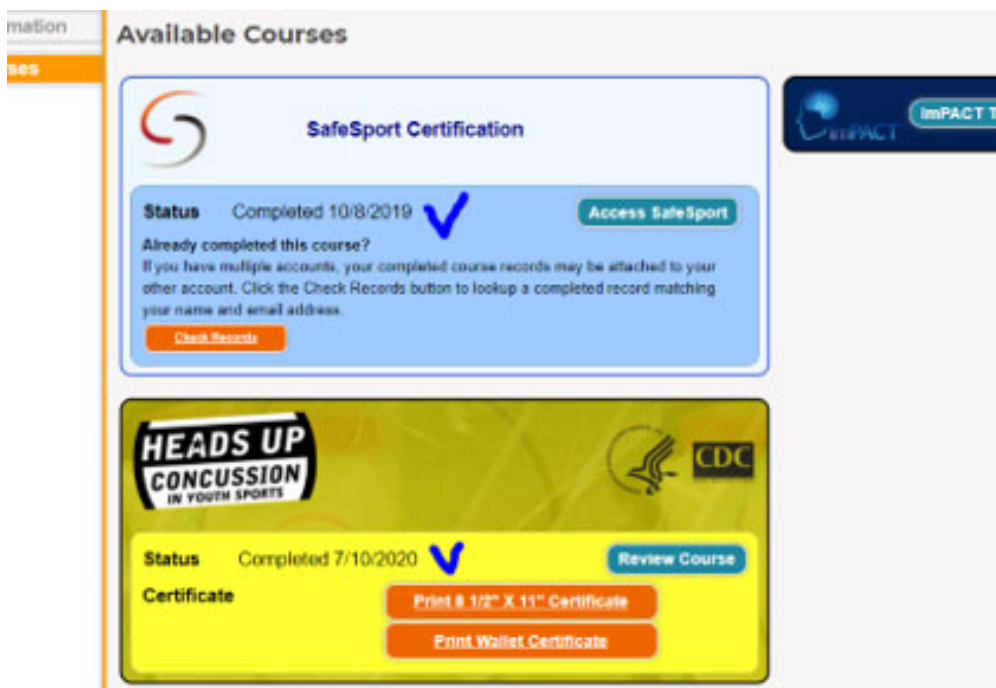 mation
ses
Available Courses
SafeSport Certification
Status Completed 10/8/2019
Access SafeSport
Already completed this course?
If you have multiple accounts, your completed course records may be attached to your
other account. Click the Check Records button to lookup a completed record matching
your name and email address.
Check Records
ImPACT
ImPACT T
HEADS UP
CONCUSSION
IN YOUTH SPORTS
CDC
Status Completed 7/10/2020
Review Course
Certificate
Print 8 1/2" X 11" Certificate
Print Wallet Certificate